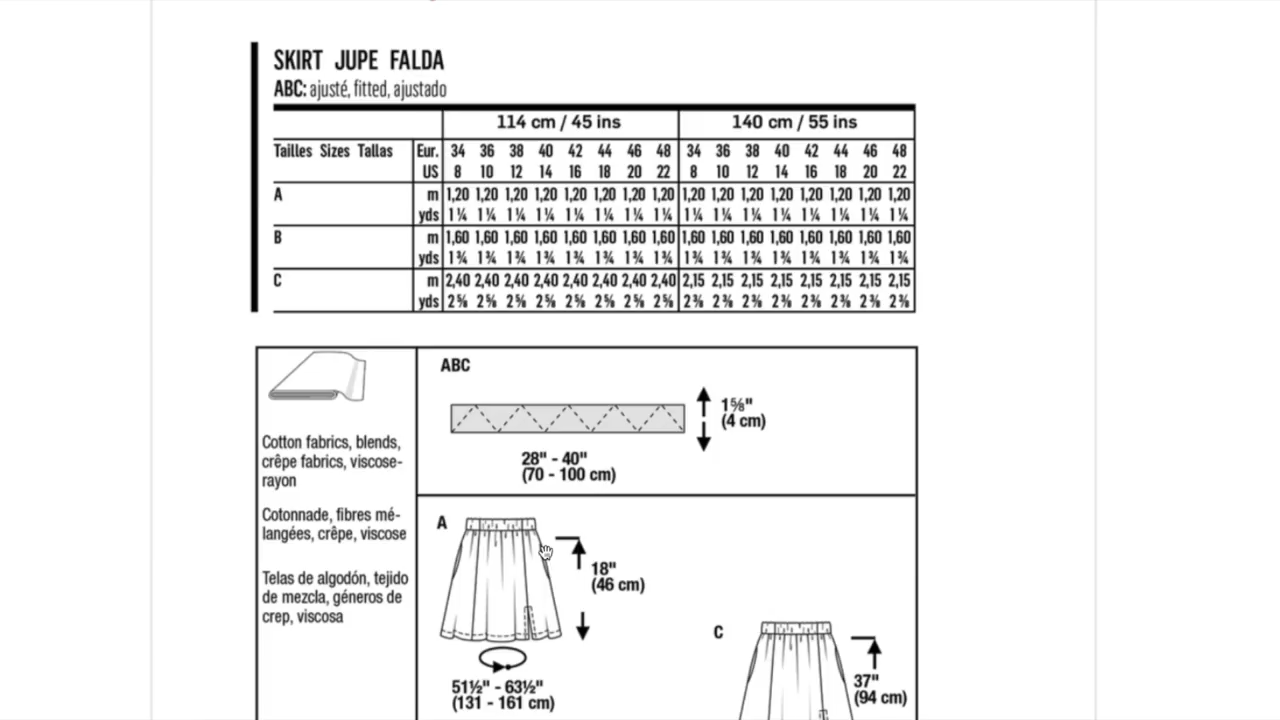 SKIRT JUPE FALDA
ABC: ajusté, fitted, ajustado
114 cm / 45 ins 140 cm / 55 ins
Tailles Sizes Tallas Eur. 34 36 38 40 42 44 46 48 34 36 38 40 42 44 46 48
US 8 10 12 14 16 18 20 22 8 10 12 14 16 18 20 22
A m 1,20 1,20 1,20 1,20 1,20 1,20 1,20 1,20 1,20 1,20 1,20 1,20 1,20 1,20 1,20 1,20
yds 1¼ 1¼ 1¼ 1¼ 1¼ 1¼ 1¼ 1¼ 1¼ 1¼ 1¼ 1¼ 1¼ 1¼ 1¼ 1¼
B m 1,60 1,60 1,60 1,60 1,60 1,60 1,60 1,60 1,60 1,60 1,60 1,60 1,60 1,60 1,60 1,60
yds 1¾ 1¾ 1¾ 1¾ 1¾ 1¾ 1¾ 1¾ 1¾ 1¾ 1¾ 1¾ 1¾ 1¾ 1¾ 1¾
C m 2,40 2,40 2,40 2,40 2,40 2,40 2,40 2,40 2,15 2,15 2,15 2,15 2,15 2,15 2,15 2,15
yds 2⅝ 2⅝ 2⅝ 2⅝ 2⅝ 2⅝ 2⅝ 2⅝ 2⅜ 2⅜ 2⅜ 2⅜ 2⅜ 2⅜ 2⅜ 2⅜
Cotton fabrics, blends,
crêpe fabrics, viscose-
rayon
Cotonnade, fibres mé-
langées, crêpe, viscose
Telas de algodón, tejido
de mezcla, géneros de
crep, viscosa
ABC
1⅝"
(4 cm)
28" - 40"
(70 - 100 cm)
A
18"
(46 cm)
51½" - 63½"
(131 - 161 cm)
C
37"
(94 cm)